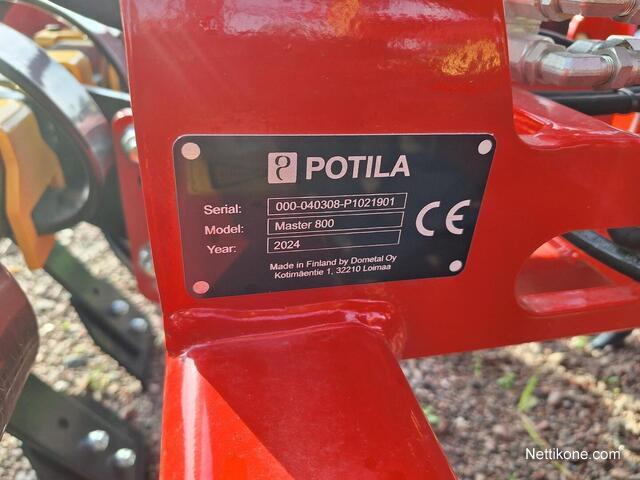 POTILA
Serial: 000-040308-P1021901
Model: Master 800
Year: 2024
CE
Made in Finland by Dometal Oy
Kotimäentie 1, 32210 Loimaa
Nettikone.com